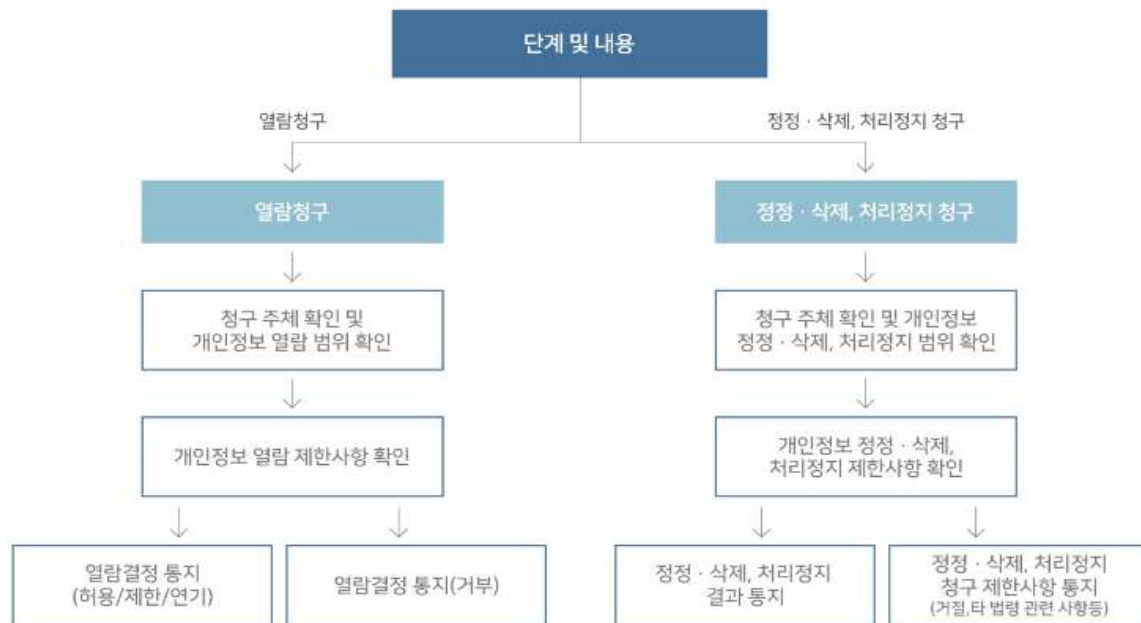 단계 및 내용
열람청구
정정 · 삭제, 처리정지 청구
열람청구
정정 · 삭제, 처리정지 청구
청구 주체 확인 및
개인정보 열람 범위 확인
청구 주체 확인 및 개인정보
정정 · 삭제, 처리정지 범위 확인
개인정보 열람 제한사항 확인
개인정보 정정 · 삭제,
처리정지 제한사항 확인
열람결정 통지
(허용/제한/연기)
열람결정 통지(거부)
정정 · 삭제, 처리정지
결과 통지
정정 · 삭제, 처리정지
청구 제한사항 통지
(거절,타 법령 관련 사항등)